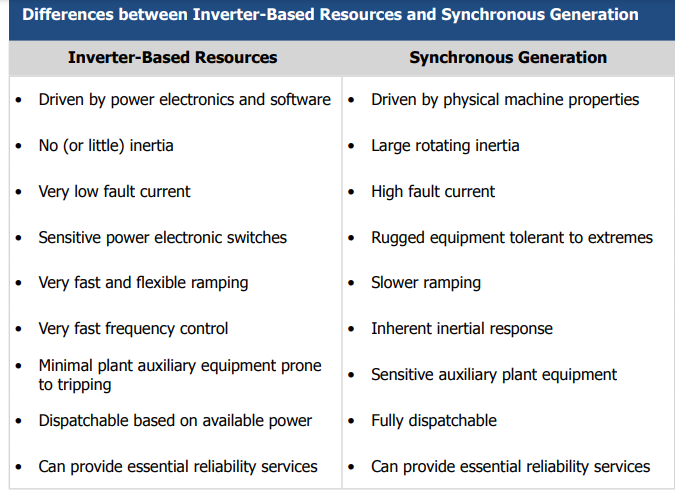 Differences between Inverter-Based Resources and Synchronous Generation
Inverter-Based Resources
Synchronous Generation
• Driven by power electronics and software
• Driven by physical machine properties
• No (or little) inertia
• Large rotating inertia
• Very low fault current
• High fault current
• Sensitive power electronic switches
• Rugged equipment tolerant to extremes
• Very fast and flexible ramping
• Slower ramping
• Very fast frequency control
• Inherent inertial response
• Minimal plant auxiliary equipment prone
to tripping
• Sensitive auxiliary plant equipment
• Dispatchable based on available power
• Fully dispatchable
• Can provide essential reliability services
• Can provide essential reliability services